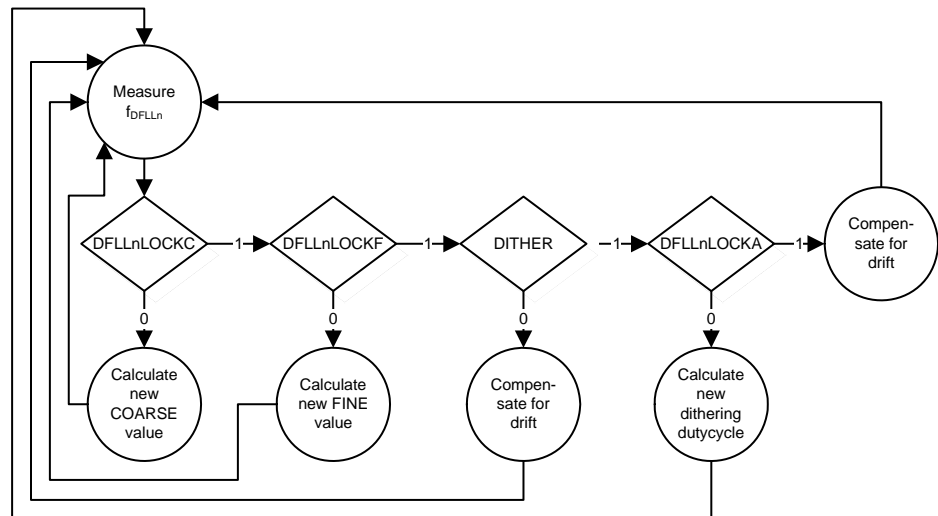 Measure
fDFLLn
DFLLnLOCKC
1
DFLLnLOCKF
1
DITHER
1
DFLLnLOCKA
1
Compen-
sate for
drift
0
0
0
0
Calculate
new
COARSE
value
Calculate
new FINE
value
Compen-
sate for
drift
Calculate
new
dithering
dutycycle